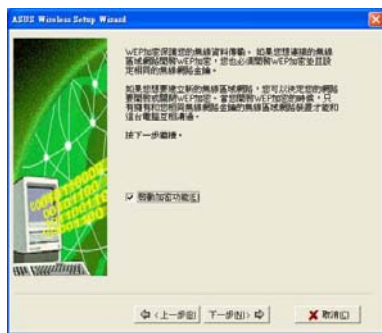 ASUS Wireless Setup Wizard
WEP加密保護您的無線資料傳輸。如果您想連接的無線
區域網路開啟WEP加密，您也必須開啟WEP加密並且設
定相同的無線網路金鑰。
如果您想要建立新的無線區域網路，您可以決定您的網路
要開啟或關閉WEP加密。當您開啟WEP加密的時候，只
有擁有和您相同無線網路金鑰的無線區域網路裝置才能和
這台電腦互相溝通。
按下一步繼續。
啟動加密功能(E)
<上一步(B)
下一步(N)>
取消(C)